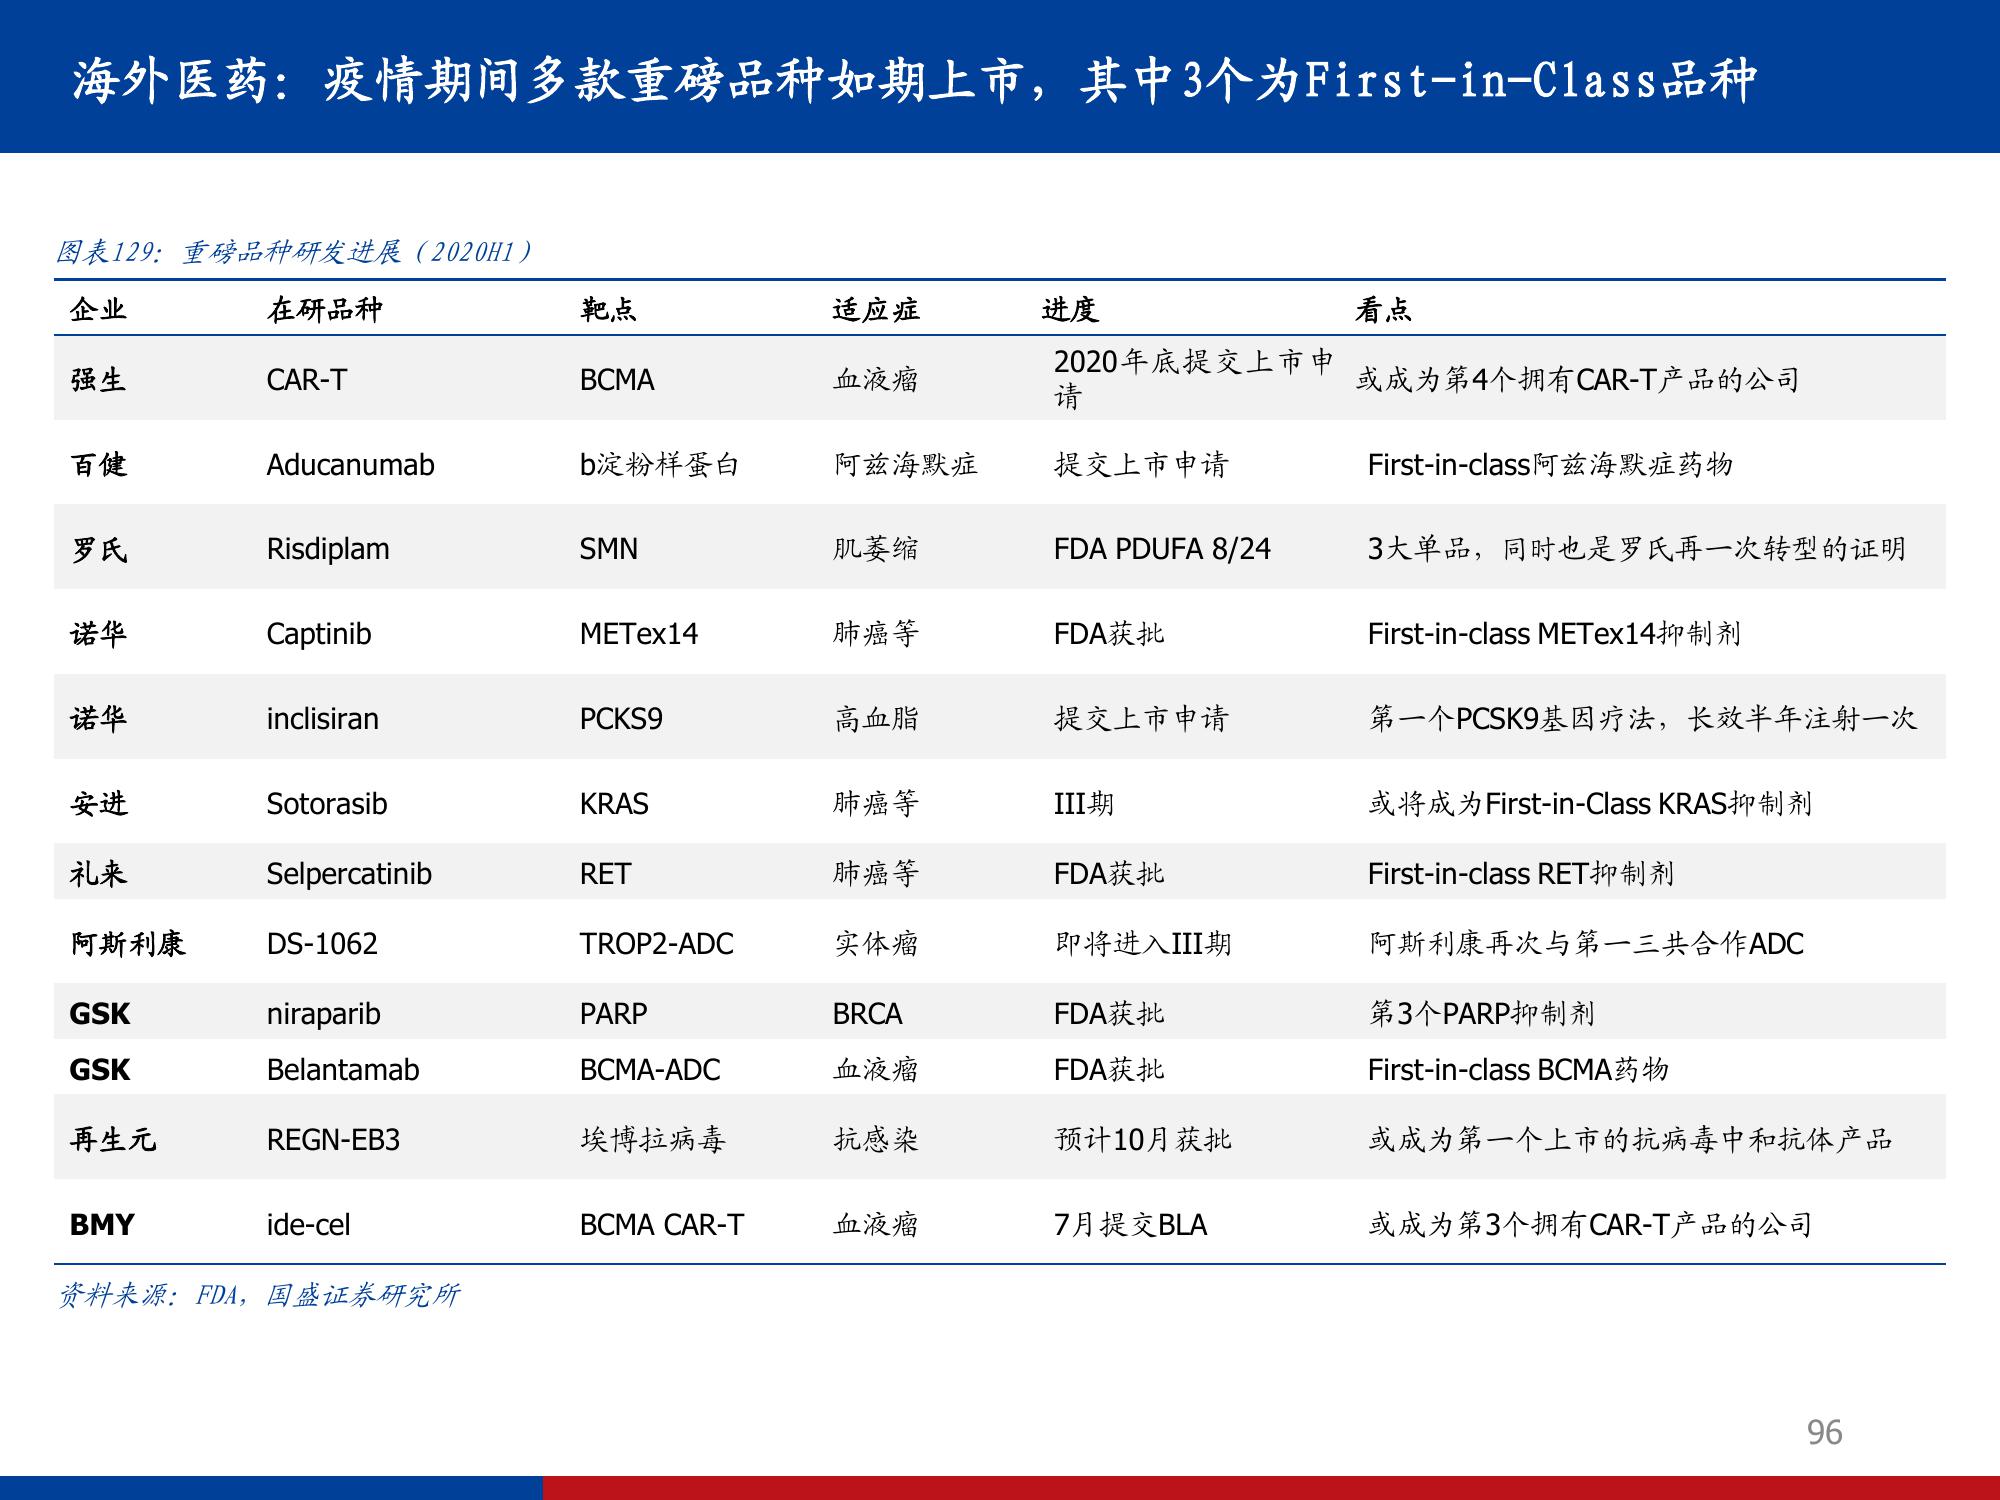 海外医药：疫情期间多款重磅品种如期上市，其中3个为First-in-Class品种
图表129：重磅品种研发进展（2020H1）
企业 在研品种 靶点 适应症 进度 看点
强生 CAR-T BCMA 血液瘤 2020年底提交上市申请 或成为第4个拥有CAR-T产品的公司
百健 Aducanumab b淀粉样蛋白 阿兹海默症 提交上市申请 First-in-class阿兹海默症药物
罗氏 Risdiplam SMN 肌萎缩 FDA PDUFA 8/24 3大单品，同时也是罗氏再一次转型的证明
诺华 Captinib METex14 肺癌等 FDA获批 First-in-class METex14抑制剂
诺华 inclisiran PCKS9 高血脂 提交上市申请 第一个PCSK9基因疗法，长效半年注射一次
安进 Sotorasib KRAS 肺癌等 III期 或将成为First-in-Class KRAS抑制剂
礼来 Selpercatinib RET 肺癌等 FDA获批 First-in-class RET抑制剂
阿斯利康 DS-1062 TROP2-ADC 实体瘤 即将进入III期 阿斯利康再次与第一三共合作ADC
GSK niraparib PARP BRCA FDA获批 第3个PARP抑制剂
GSK Belantamab BCMA-ADC 血液瘤 FDA获批 First-in-class BCMA药物
再生元 REGN-EB3 埃博拉病毒 抗感染 预计10月获批 或成为第一个上市的抗病毒中和抗体产品
BMY ide-cel BCMA CAR-T 血液瘤 7月提交BLA 或成为第3个拥有CAR-T产品的公司
资料来源：FDA，国盛证券研究所
96